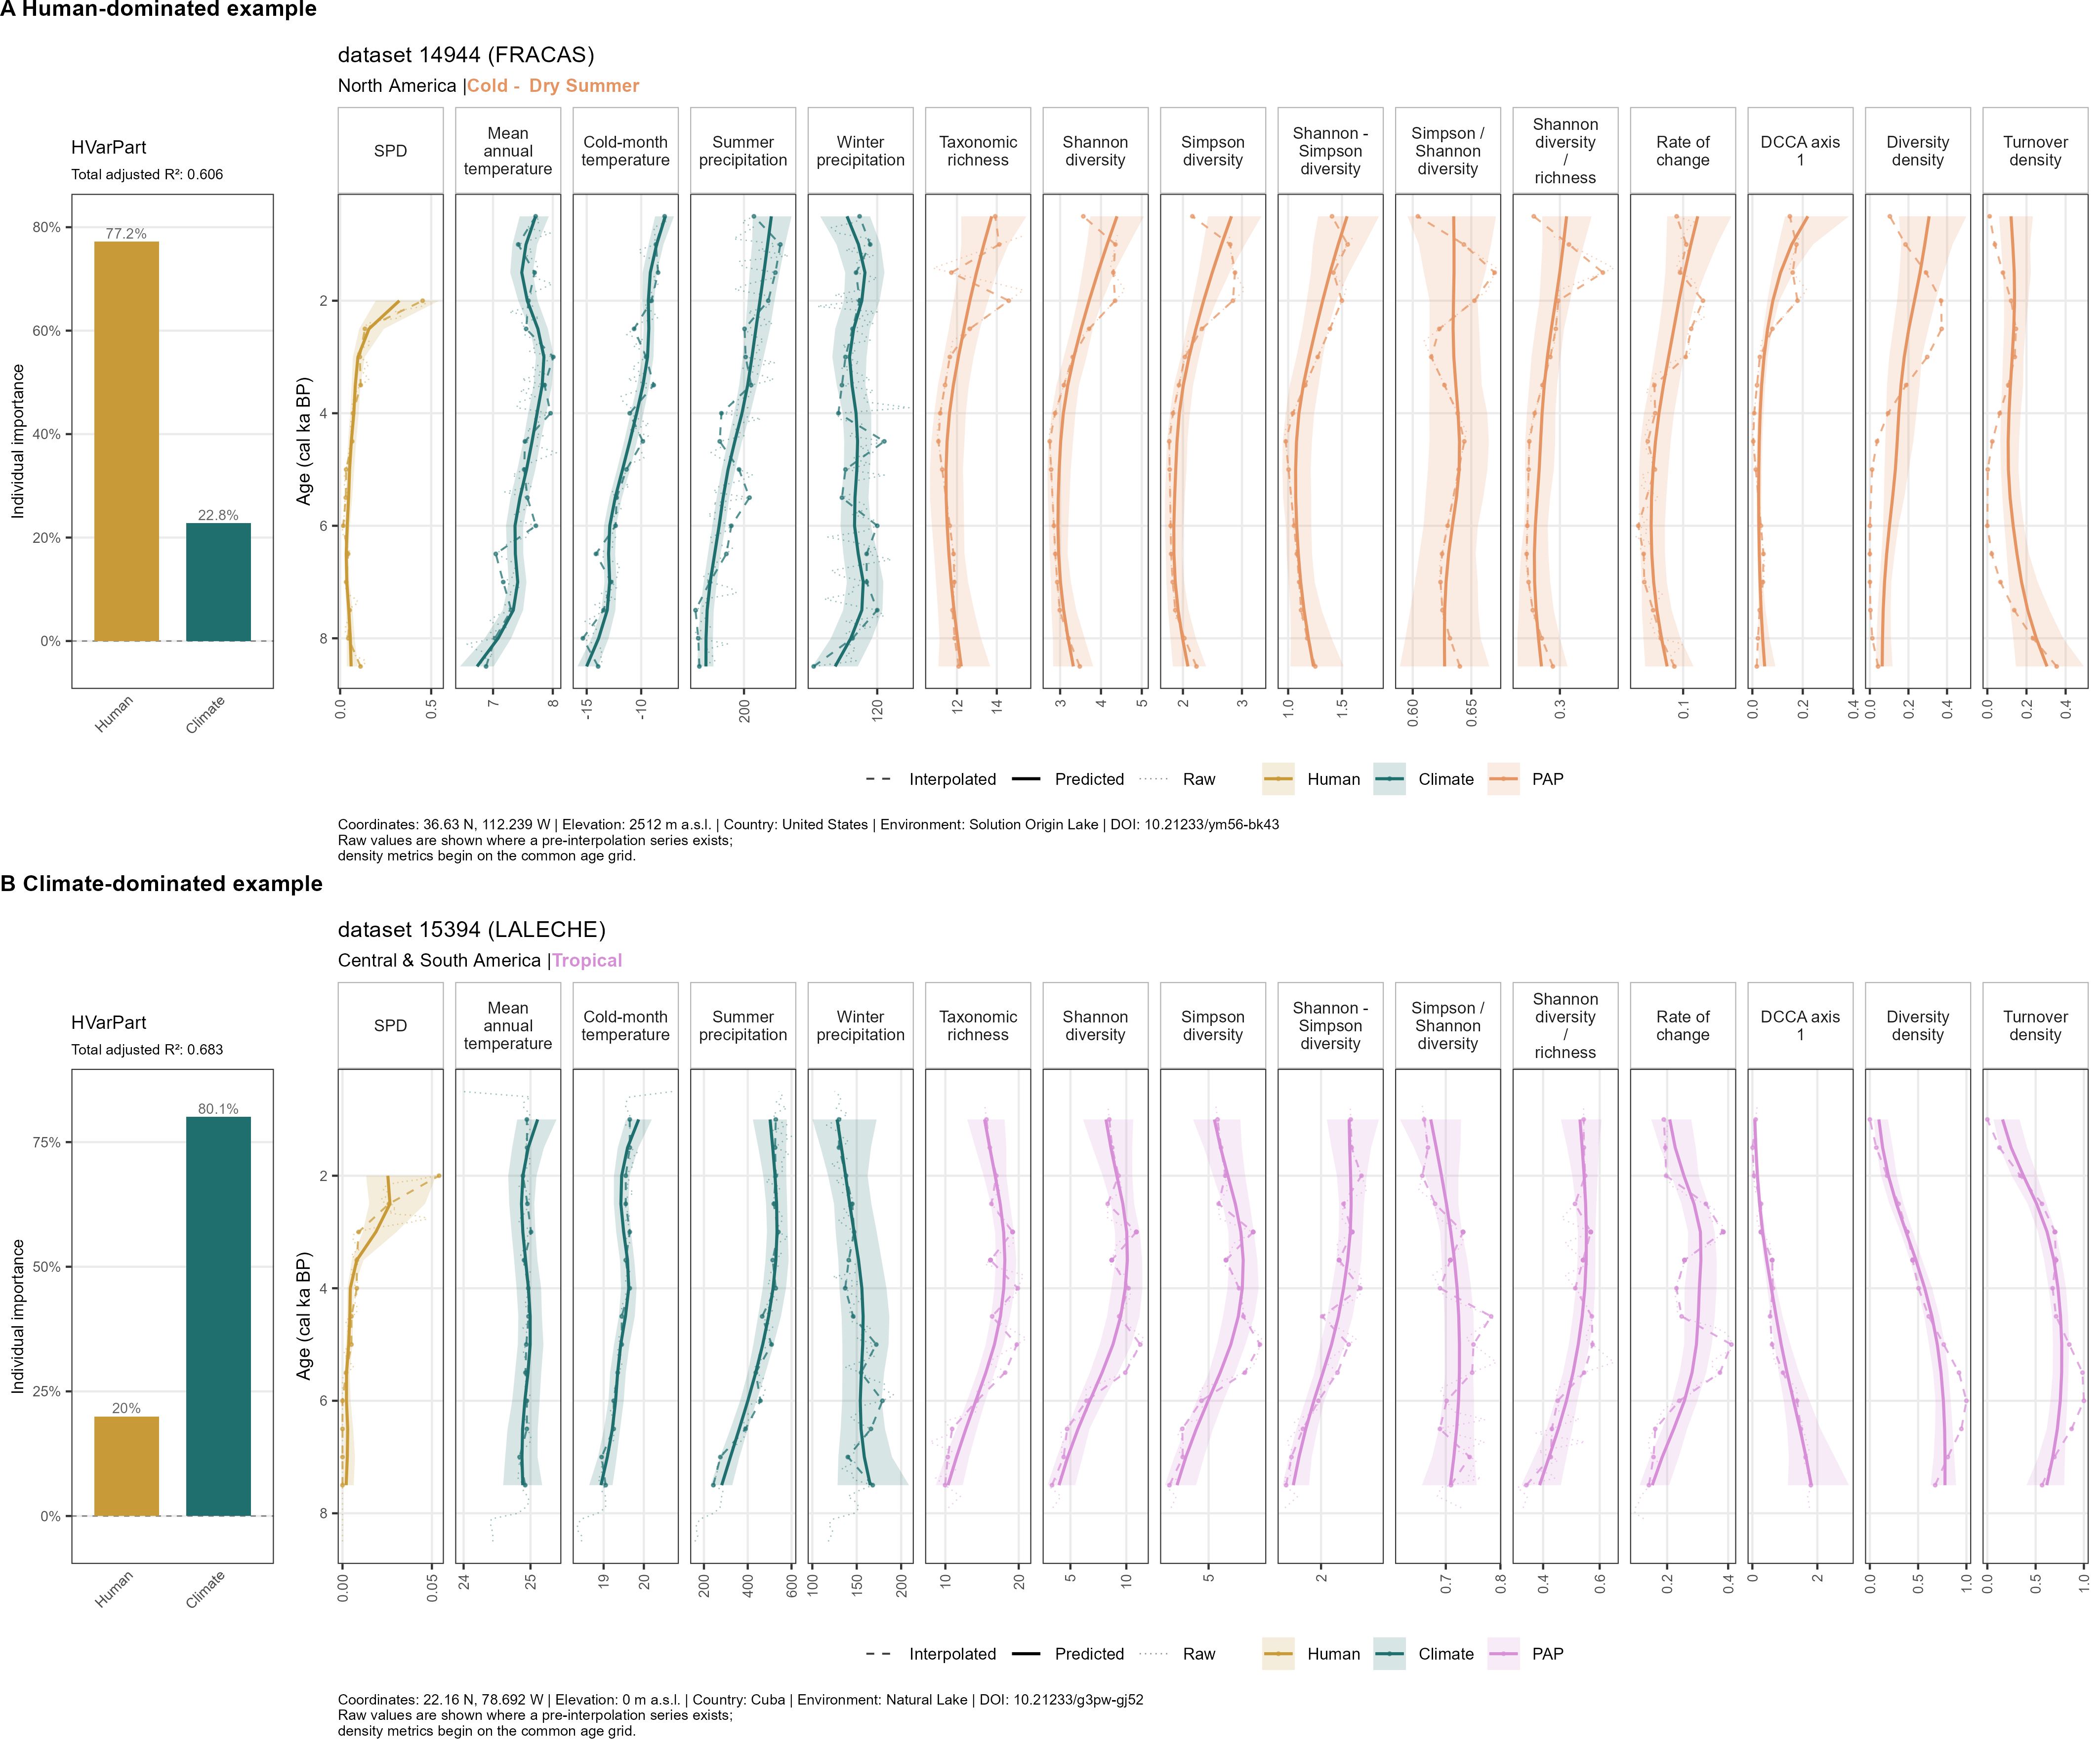 A Human-dominated example
dataset 14944 (FRACAS)
North America |Cold - Dry Summer
HVarPart
Total adjusted R²: 0.606
Individual importance
80%
60%
40%
20%
0%
77.2%
22.8%
Human
Climate
Age (cal ka BP)
2
4
6
8
SPD
Mean
annual
temperature
Cold-month
temperature
Summer
precipitation
Winter
precipitation
Taxonomic
richness
Shannon
diversity
Simpson
diversity
Shannon -
Simpson
diversity
Simpson /
Shannon
diversity
Shannon
diversity
/
richness
Rate of
change
DCCA axis
1
Diversity
density
Turnover
density
0.0 0.5
7 8
-15 -10
200
120
12 14
3 4 5
2 3
1.0 1.5
0.60 0.65
0.3
0.1
0.0 0.2 0.4
0.0 0.2 0.4
0.0 0.2 0.4
Interpolated Predicted Raw Human Climate PAP
Coordinates: 36.63 N, 112.239 W | Elevation: 2512 m a.s.l. | Country: United States | Environment: Solution Origin Lake | DOI: 10.21233/ym56-bk43
Raw values are shown where a pre-interpolation series exists;
density metrics begin on the common age grid.
B Climate-dominated example
dataset 15394 (LALECHE)
Central & South America |Tropical
HVarPart
Total adjusted R²: 0.683
Individual importance
75%
50%
25%
0%
20%
80.1%
Human
Climate
Age (cal ka BP)
2
4
6
8
SPD
Mean
annual
temperature
Cold-month
temperature
Summer
precipitation
Winter
precipitation
Taxonomic
richness
Shannon
diversity
Simpson
diversity
Shannon -
Simpson
diversity
Simpson /
Shannon
diversity
Shannon
diversity
/
richness
Rate of
change
DCCA axis
1
Diversity
density
Turnover
density
0.00 0.05
24 25
19 20
200 400 600
100 150 200
10 20
5 10
5
2
0.7 0.8
0.4 0.6
0.2 0.4
0 2
0.0 0.5 1.0
0.0 0.5 1.0
Interpolated Predicted Raw Human Climate PAP
Coordinates: 22.16 N, 78.692 W | Elevation: 0 m a.s.l. | Country: Cuba | Environment: Natural Lake | DOI: 10.21233/g3pw-gj52
Raw values are shown where a pre-interpolation series exists;
density metrics begin on the common age grid.